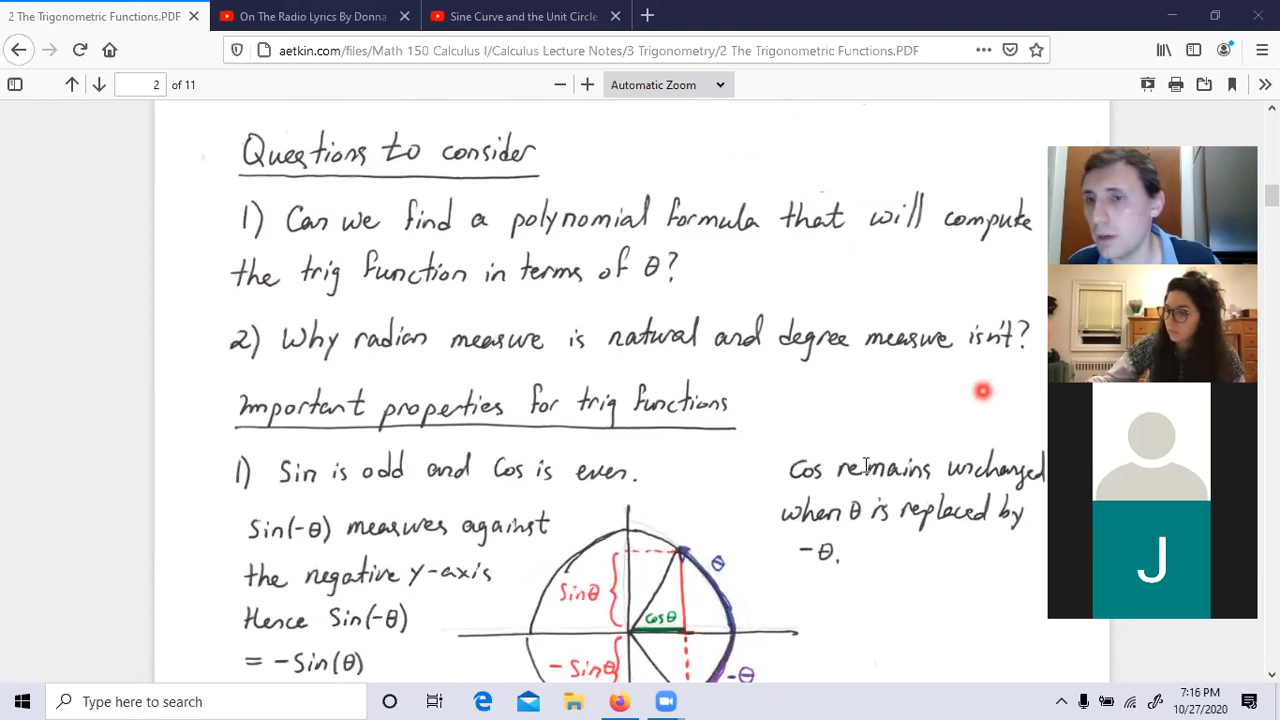 2 The Trigonometric Functions.PDF
On The Radio Lyrics By Donna
Sine Curve and the Unit Circle.
aetkin.com/files/Math 150 Calculus I/Calculus Lecture Notes/3 Trigonometry/2 The Trigonometric Functions.PDF
2 of 11
Automatic Zoom
Questions to consider
1) Can we find a polynomial formula that will compute
the trig function in terms of θ?
2) Why radian measure is natural and degree measure isn't?
Important properties for trig functions
1) Sin is odd and Cos is even.
Cos remains unchanged
when θ is replaced by
-θ.
Sin(-θ) measures against
the negative y-axis
Hence Sin(-θ)
= -Sin(θ)
θ
Sinθ
Cosθ
-Sinθ
-θ
J
Type here to search
7:16 PM
10/27/2020